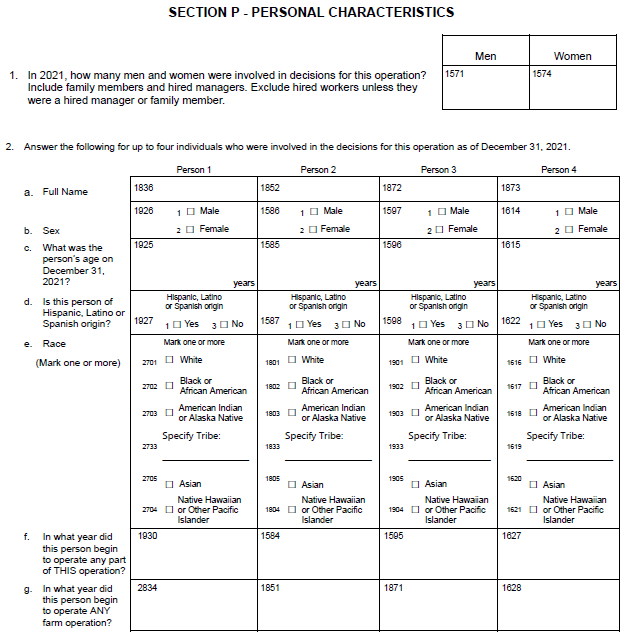 SECTION P - PERSONAL CHARACTERISTICS
Men Women
1. In 2021, how many men and women were involved in decisions for this operation? 1571 1574
Include family members and hired managers. Exclude hired workers unless they
were a hired manager or family member.
2. Answer the following for up to four individuals who were involved in the decisions for this operation as of December 31, 2021.
Person 1 Person 2 Person 3 Person 4
a. Full Name 1836 1852 1872 1873
1926 1 □ Male 1586 1 □ Male 1597 1 □ Male 1614 1 □ Male
b. Sex 2 □ Female 2 □ Female 2 □ Female 2 □ Female
c. What was the 1925 1585 1596 1615
person's age on
December 31,
2021? years years years years
d. Is this person of Hispanic, Latino Hispanic, Latino Hispanic, Latino Hispanic, Latino
Hispanic, Latino or or Spanish origin or Spanish origin or Spanish origin or Spanish origin
Spanish origin? 1927 1 □ Yes 3 □ No 1587 1 □ Yes 3 □ No 1598 1 □ Yes 3 □ No 1622 1 □ Yes 3 □ No
e. Race Mark one or more Mark one or more Mark one or more Mark one or more
(Mark one or more) 2701 □ White 1801 □ White 1901 □ White 1616 □ White
2702 □ Black or 1802 □ Black or 1902 □ Black or 1617 □ Black or
African American African American African American African American
2703 □ American Indian 1803 □ American Indian 1903 □ American Indian 1618 □ American Indian
or Alaska Native or Alaska Native or Alaska Native or Alaska Native
Specify Tribe: Specify Tribe: Specify Tribe: Specify Tribe:
2733 1833 1933 1619
2705 □ Asian 1805 □ Asian 1905 □ Asian 1620 □ Asian
Native Hawaiian Native Hawaiian Native Hawaiian Native Hawaiian
2704 □ or Other Pacific 1804 □ or Other Pacific 1904 □ or Other Pacific 1621 □ or Other Pacific
Islander Islander Islander Islander
f. In what year did 1930 1584 1595 1627
this person begin
to operate any part
of THIS operation?
g. In what year did 2834 1851 1871 1628
this person begin
to operate ANY
farm operation?